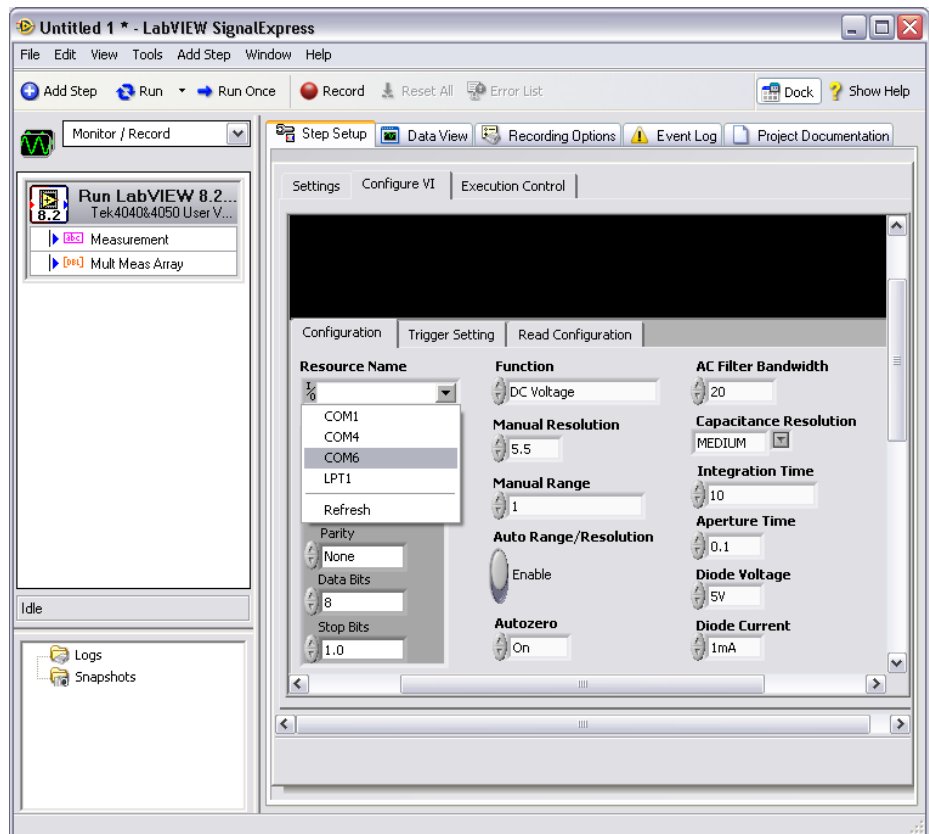 Untitled 1 * - LabVIEW SignalExpress
File Edit View Tools Add Step Window Help
Add Step Run Run Once Record Reset All Error List Dock Show Help
Monitor / Record
Step Setup Data View Recording Options Event Log Project Documentation
Settings Configure VI Execution Control
8.2
Run LabVIEW 8.2...
Tek4040&4050 User V...
abc Measurement
[DBL] Mult Meas Array
Idle
Logs
Snapshots
Configuration Trigger Setting Read Configuration
Resource Name
I/O
COM1
COM4
COM6
LPT1
Refresh
Parity
None
Data Bits
8
Stop Bits
1.0
Function
DC Voltage
Manual Resolution
5.5
Manual Range
1
Auto Range/Resolution
Enable
Autozero
On
AC Filter Bandwidth
20
Capacitance Resolution
MEDIUM
Integration Time
10
Aperture Time
0.1
Diode Voltage
5V
Diode Current
1mA